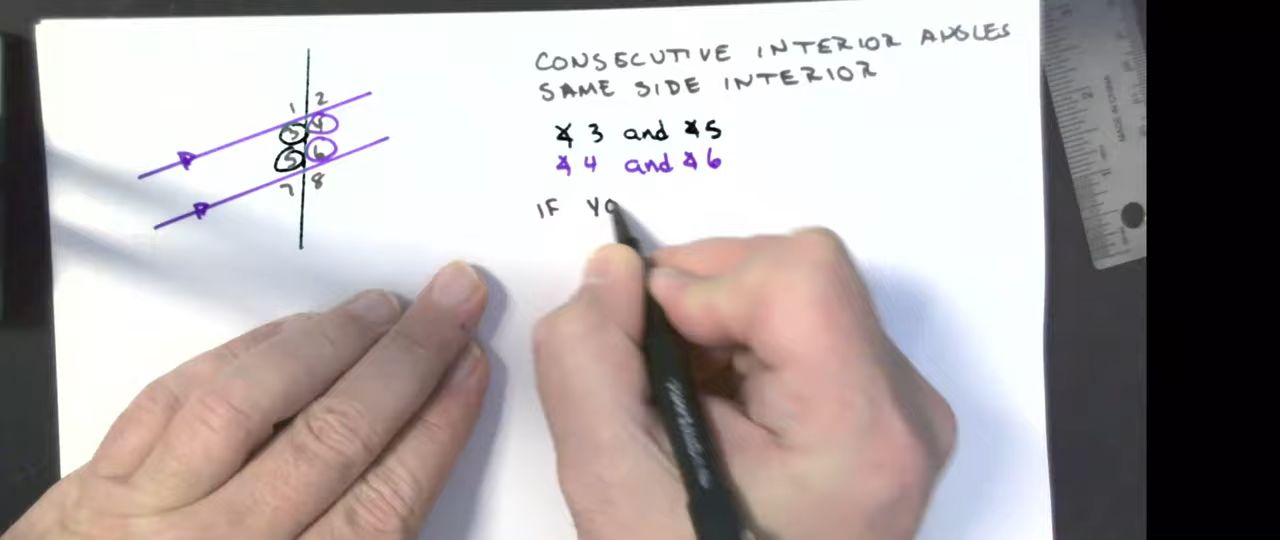 CONSECUTIVE INTERIOR ANGLES
SAME SIDE INTERIOR
∡ 3 and ∡5
∡ 4 and ∡6
IF YO
1 2
3 4
5 6
7 8